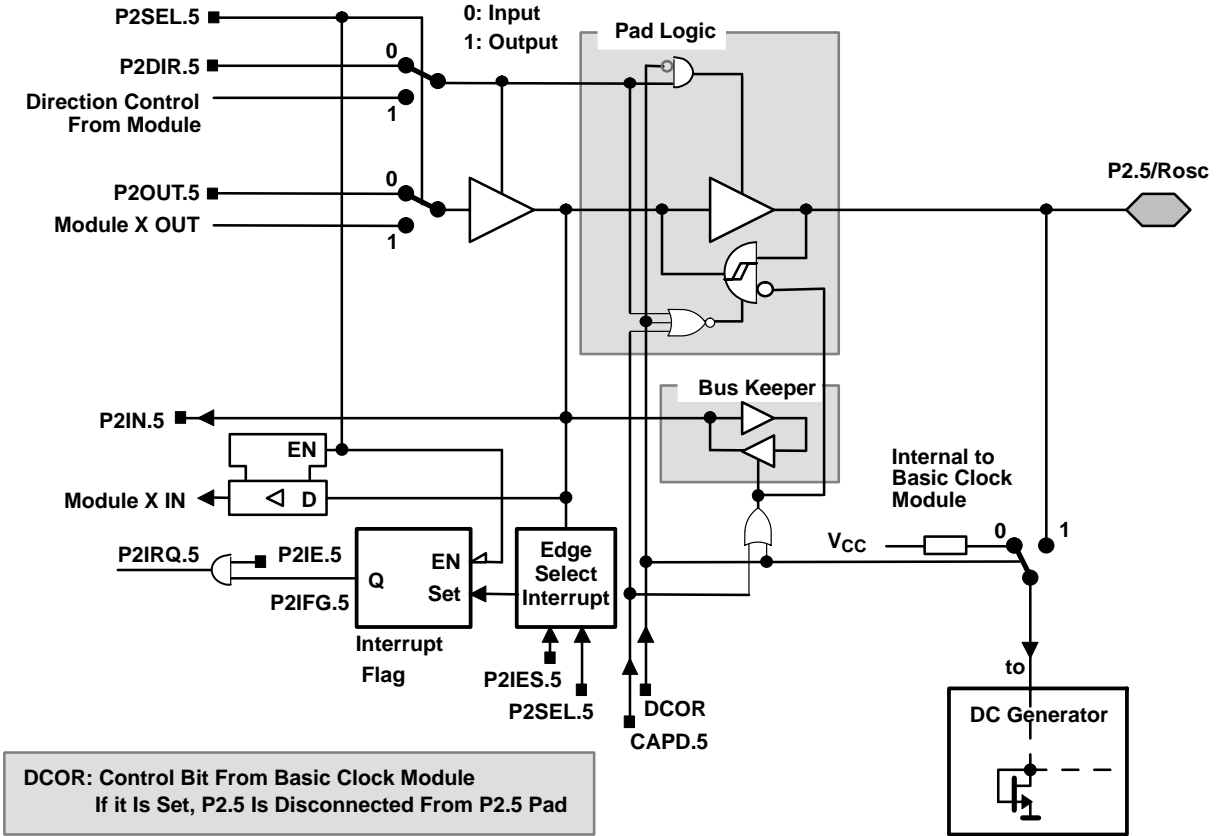 P2SEL.5
0: Input
1: Output
Pad Logic
P2DIR.5
0
Direction Control
From Module
1
P2OUT.5
0
Module X OUT
1
P2.5/Rosc
Bus Keeper
P2IN.5
EN
Module X IN
D
Internal to
Basic Clock
Module
VCC
0
1
P2IRQ.5
P2IE.5
P2IFG.5
Q
EN
Set
Interrupt
Flag
Edge
Select
Interrupt
P2IES.5
P2SEL.5
DCOR
CAPD.5
to
DC Generator
DCOR: Control Bit From Basic Clock Module
If it Is Set, P2.5 Is Disconnected From P2.5 Pad